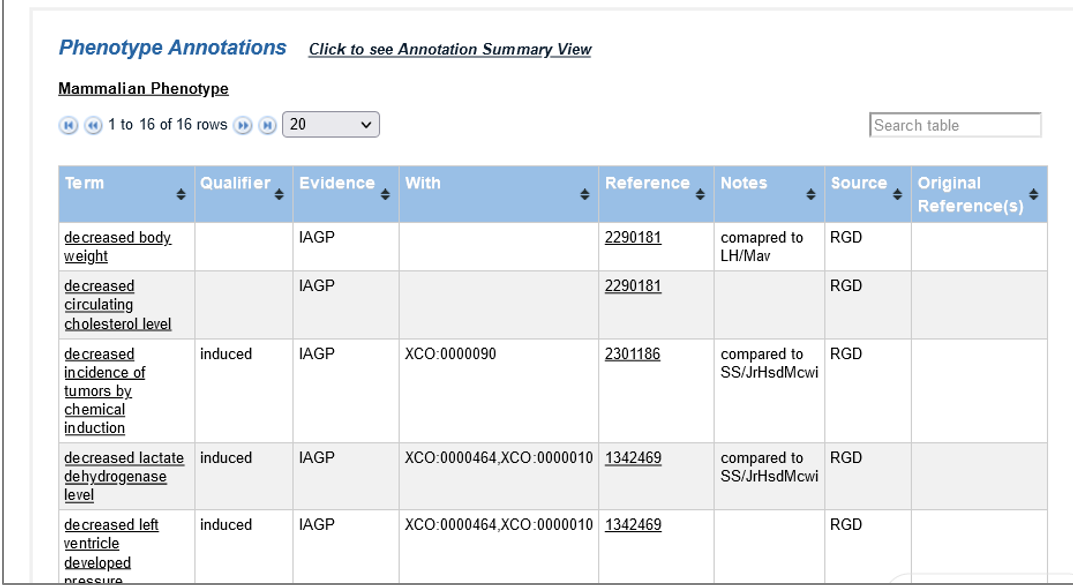 Phenotype Annotations Click to see Annotation Summary View
Mammalian Phenotype
1 to 16 of 16 rows 20 Search table
Term Qualifier Evidence With Reference Notes Source Original
Reference(s)
decreased body IAGP 2290181 comapred to RGD
weight LH/Mav
decreased IAGP 2290181 RGD
circulating
cholesterol level
decreased induced IAGP XCO:0000090 2301186 compared to RGD
incidence of SS/JrHsdMcwi
tumors by
chemical
induction
decreased lactate induced IAGP XCO:0000464,XCO:0000010 1342469 compared to RGD
dehydrogenase SS/JrHsdMcwi
level
decreased left induced IAGP XCO:0000464,XCO:0000010 1342469 RGD
ventricle
developed
pressure